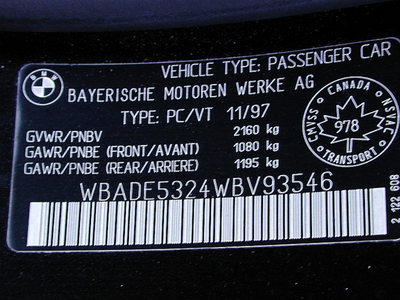 VEHICLE TYPE: PASSENGER CAR
BMW
BAYERISCHE MOTOREN WERKE AG
TYPE: PC/VT 11/97
GVWR/PNBV 2160 kg
GAWR/PNBE (FRONT/AVANT) 1080 kg
GAWR/PNBE (REAR/ARRIERE) 1195 kg
CANADA
CMVSS 978 NSVAC
TRANSPORT
WBADE5324WBV93546
2 122 608